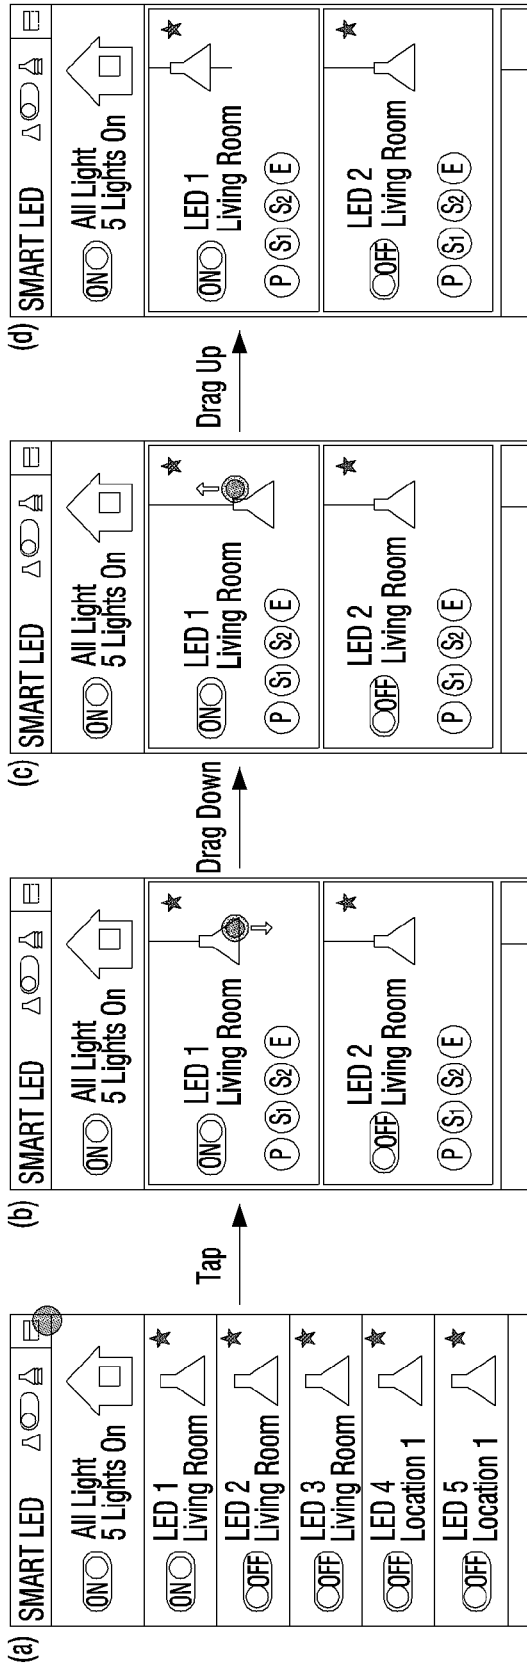 (a)
SMART LED
ON
All Light
5 Lights On
ON
LED 1
Living Room
OFF
LED 2
Living Room
OFF
LED 3
Living Room
OFF
LED 4
Location 1
OFF
LED 5
Location 1
Tap
(b)
SMART LED
ON
All Light
5 Lights On
ON
LED 1
Living Room
P S1 S2 E
OFF
LED 2
Living Room
P S1 S2 E
Drag Down
(c)
SMART LED
ON
All Light
5 Lights On
ON
LED 1
Living Room
P S1 S2 E
OFF
LED 2
Living Room
P S1 S2 E
Drag Up
(d)
SMART LED
ON
All Light
5 Lights On
ON
LED 1
Living Room
P S1 S2 E
OFF
LED 2
Living Room
P S1 S2 E